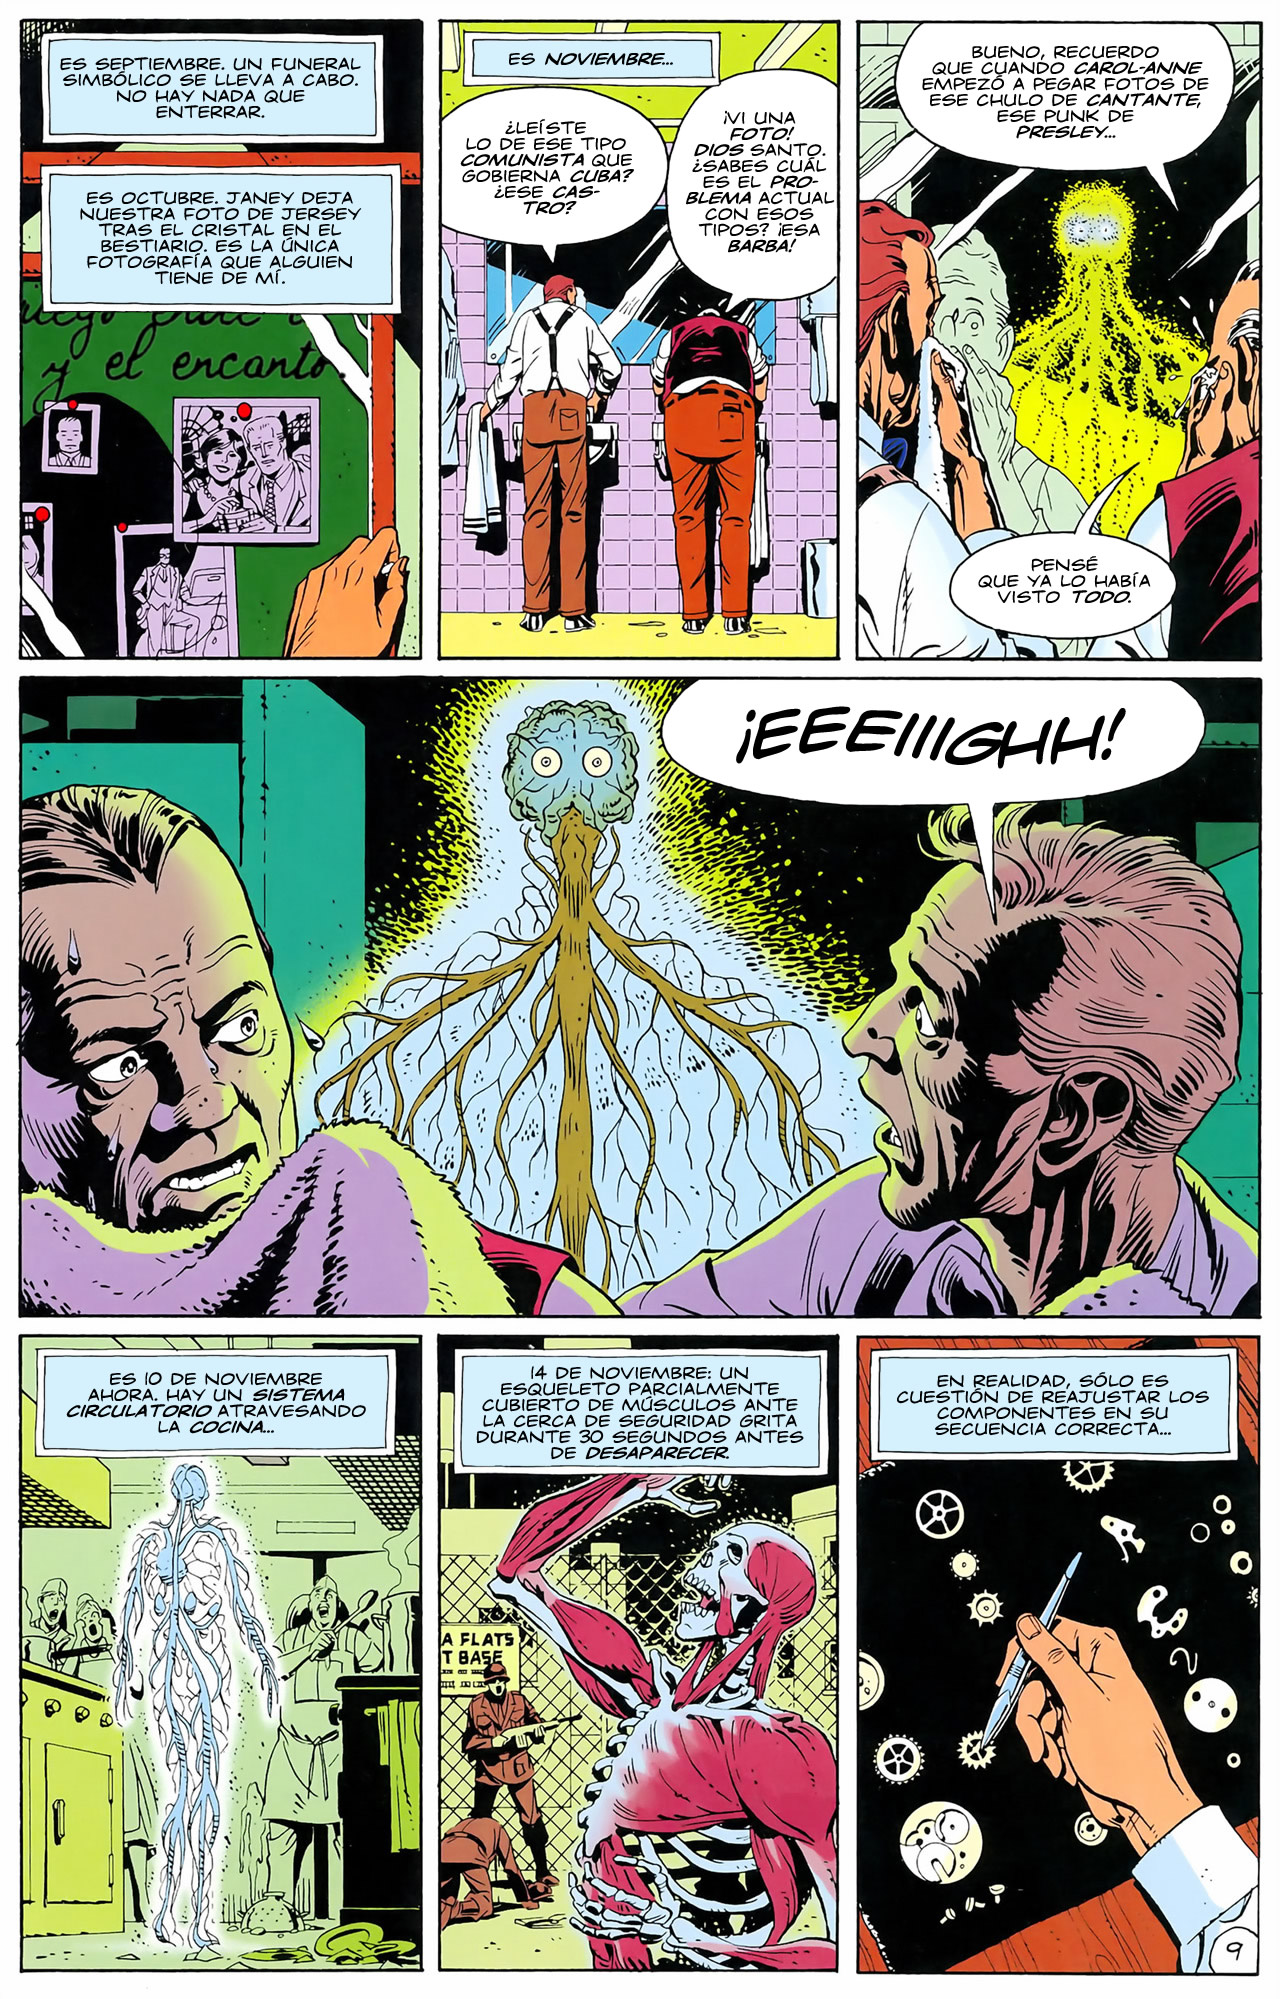 ES SEPTIEMBRE. UN FUNERAL
SIMBÓLICO SE LLEVA A CABO.
NO HAY NADA QUE
ENTERRAR.
ES OCTUBRE. JANEY DEJA
NUESTRA FOTO DE JERSEY
TRAS EL CRISTAL EN EL
BESTIARIO. ES LA ÚNICA
FOTOGRAFÍA QUE ALGUIEN
TIENE DE MÍ.
y el encanto.
ES NOVIEMBRE...
¿LEÍSTE
LO DE ESE TIPO
COMUNISTA QUE
GOBIERNA CUBA?
¿ESE CAS-
TRO?
¡VI UNA
FOTO!
DIOS SANTO.
¿SABES CUÁL
ES EL PRO-
BLEMA ACTUAL
CON ESOS
TIPOS? ¡ESA
BARBA!
BUENO, RECUERDO
QUE CUANDO CAROL-ANNE
EMPEZÓ A PEGAR FOTOS DE
ESE CHULO DE CANTANTE,
ESE PUNK DE
PRESLEY...
PENSÉ
QUE YA LO HABÍA
VISTO TODO.
¡EEEIIIGHH!
ES 10 DE NOVIEMBRE
AHORA. HAY UN SISTEMA
CIRCULATORIO ATRAVESANDO
LA COCINA...
14 DE NOVIEMBRE: UN
ESQUELETO PARCIALMENTE
CUBIERTO DE MÚSCULOS ANTE
LA CERCA DE SEGURIDAD GRITA
DURANTE 30 SEGUNDOS ANTES
DE DESAPARECER.
A FLATS
T BASE
EN REALIDAD, SÓLO ES
CUESTIÓN DE REAJUSTAR LOS
COMPONENTES EN SU
SECUENCIA CORRECTA...
9